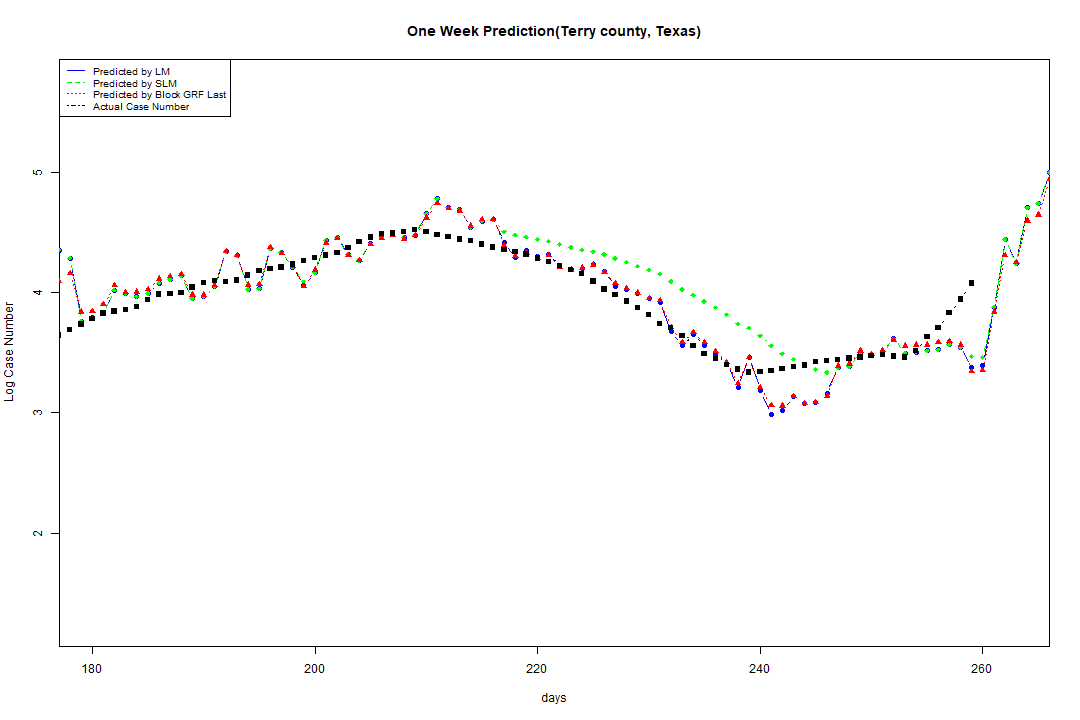 One Week Prediction(Terry county, Texas)
Predicted by LM
Predicted by SLM
Predicted by Block GRF Last
Actual Case Number
5
4
3
2
Log Case Number
180 200 220 240 260
days